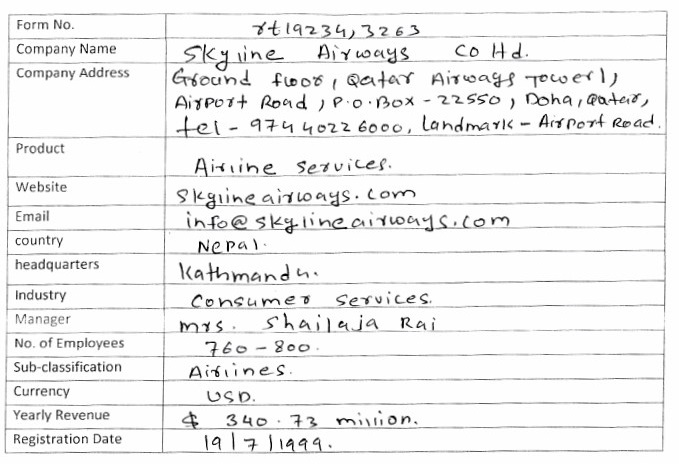 Form No. rt19234,3263
Company Name Skyline Airways Co ltd.
Company Address Ground floor, Qatar Airways Tower 1,
Airport Road, P.O.Box - 22550, Doha, Qatar,
tel - 974 4022 6000, Landmark - Airport Road.
Product Airline services.
Website Skylineairways.com
Email info@skylineairways.com
country Nepal.
headquarters Kathmandu.
Industry Consumer services.
Manager mrs. Shailaja Rai
No. of Employees 760 - 800.
Sub-classification Airlines.
Currency USD.
Yearly Revenue $ 340.73 million.
Registration Date 19/7/1999.